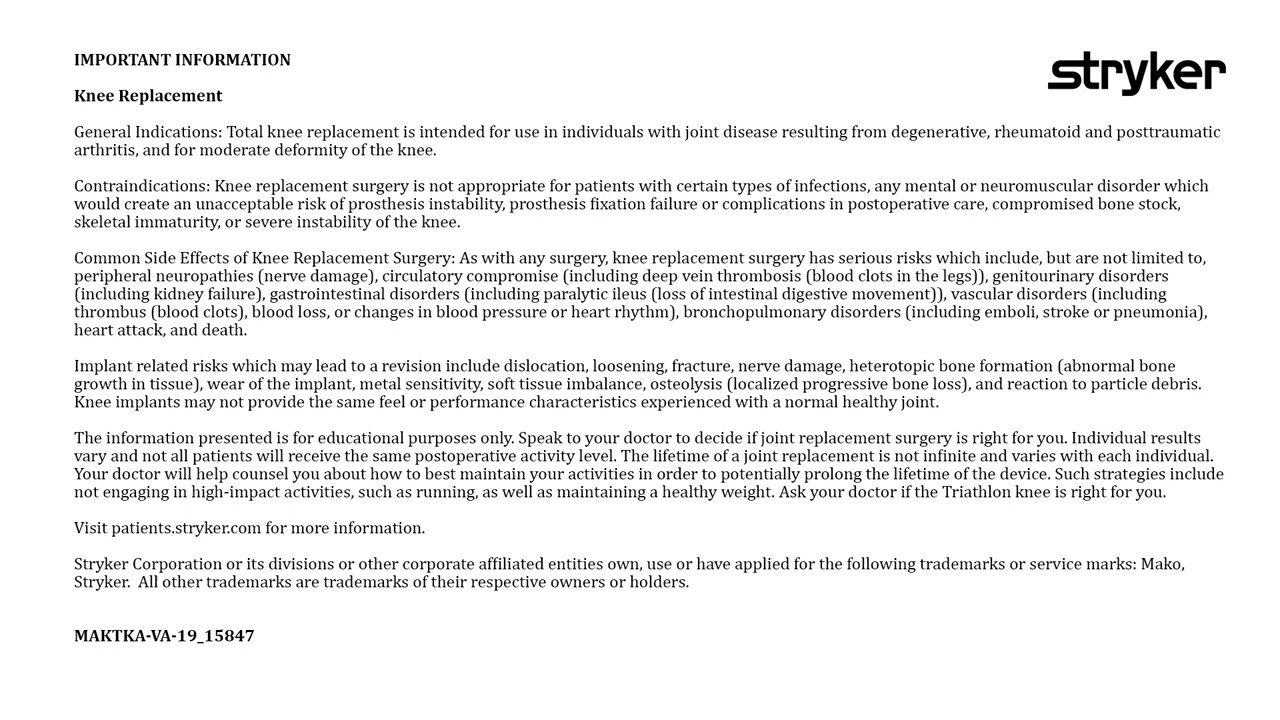 IMPORTANT INFORMATION
stryker
Knee Replacement
General Indications: Total knee replacement is intended for use in individuals with joint disease resulting from degenerative, rheumatoid and posttraumatic
arthritis, and for moderate deformity of the knee.
Contraindications: Knee replacement surgery is not appropriate for patients with certain types of infections, any mental or neuromuscular disorder which
would create an unacceptable risk of prosthesis instability, prosthesis fixation failure or complications in postoperative care, compromised bone stock,
skeletal immaturity, or severe instability of the knee.
Common Side Effects of Knee Replacement Surgery: As with any surgery, knee replacement surgery has serious risks which include, but are not limited to,
peripheral neuropathies (nerve damage), circulatory compromise (including deep vein thrombosis (blood clots in the legs)), genitourinary disorders
(including kidney failure), gastrointestinal disorders (including paralytic ileus (loss of intestinal digestive movement)), vascular disorders (including
thrombus (blood clots), blood loss, or changes in blood pressure or heart rhythm), bronchopulmonary disorders (including emboli, stroke or pneumonia),
heart attack, and death.
Implant related risks which may lead to a revision include dislocation, loosening, fracture, nerve damage, heterotopic bone formation (abnormal bone
growth in tissue), wear of the implant, metal sensitivity, soft tissue imbalance, osteolysis (localized progressive bone loss), and reaction to particle debris.
Knee implants may not provide the same feel or performance characteristics experienced with a normal healthy joint.
The information presented is for educational purposes only. Speak to your doctor to decide if joint replacement surgery is right for you. Individual results
vary and not all patients will receive the same postoperative activity level. The lifetime of a joint replacement is not infinite and varies with each individual.
Your doctor will help counsel you about how to best maintain your activities in order to potentially prolong the lifetime of the device. Such strategies include
not engaging in high-impact activities, such as running, as well as maintaining a healthy weight. Ask your doctor if the Triathlon knee is right for you.
Visit patients.stryker.com for more information.
Stryker Corporation or its divisions or other corporate affiliated entities own, use or have applied for the following trademarks or service marks: Mako,
Stryker.  All other trademarks are trademarks of their respective owners or holders.
MAKTKA-VA-19_15847